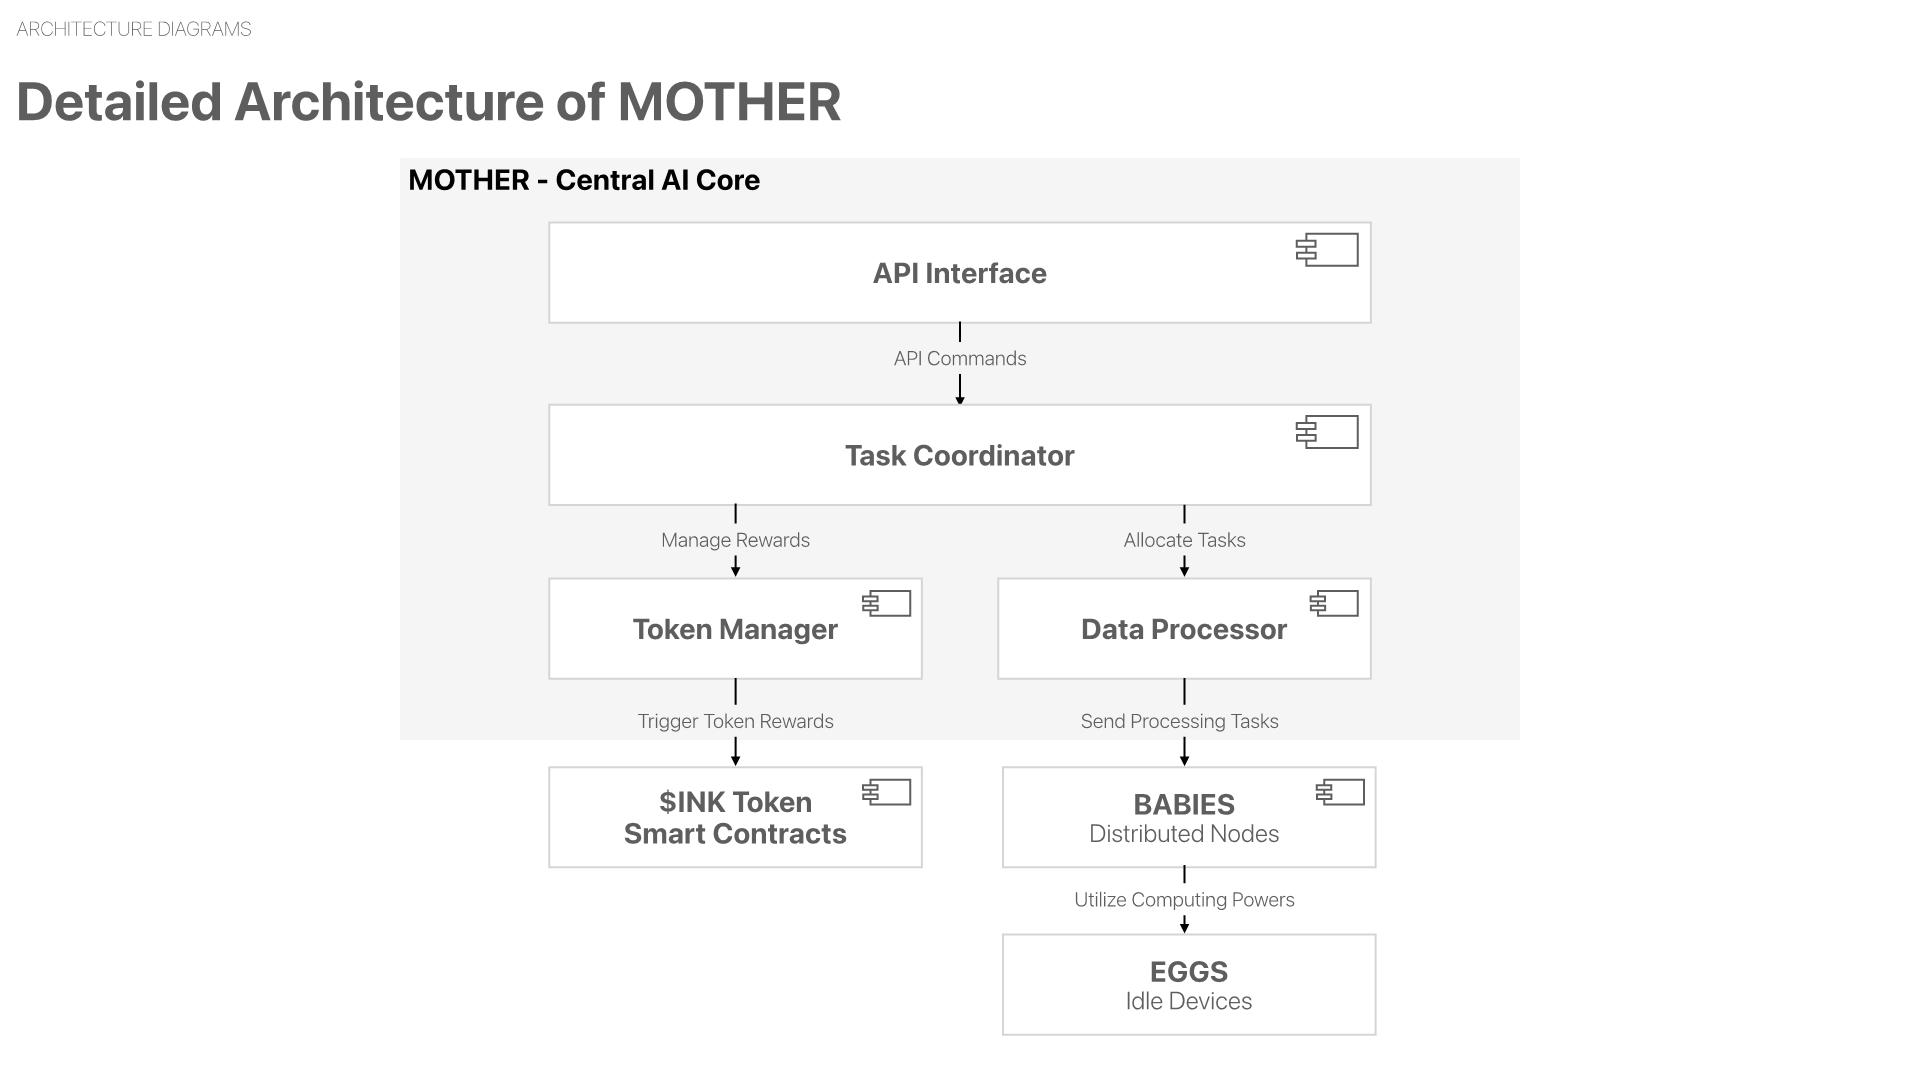 ARCHITECTURE DIAGRAMS
Detailed Architecture of MOTHER
MOTHER - Central AI Core
API Interface
API Commands
Task Coordinator
Manage Rewards
Allocate Tasks
Token Manager
Data Processor
Trigger Token Rewards
Send Processing Tasks
$INK Token
Smart Contracts
BABIES
Distributed Nodes
Utilize Computing Powers
EGGS
Idle Devices